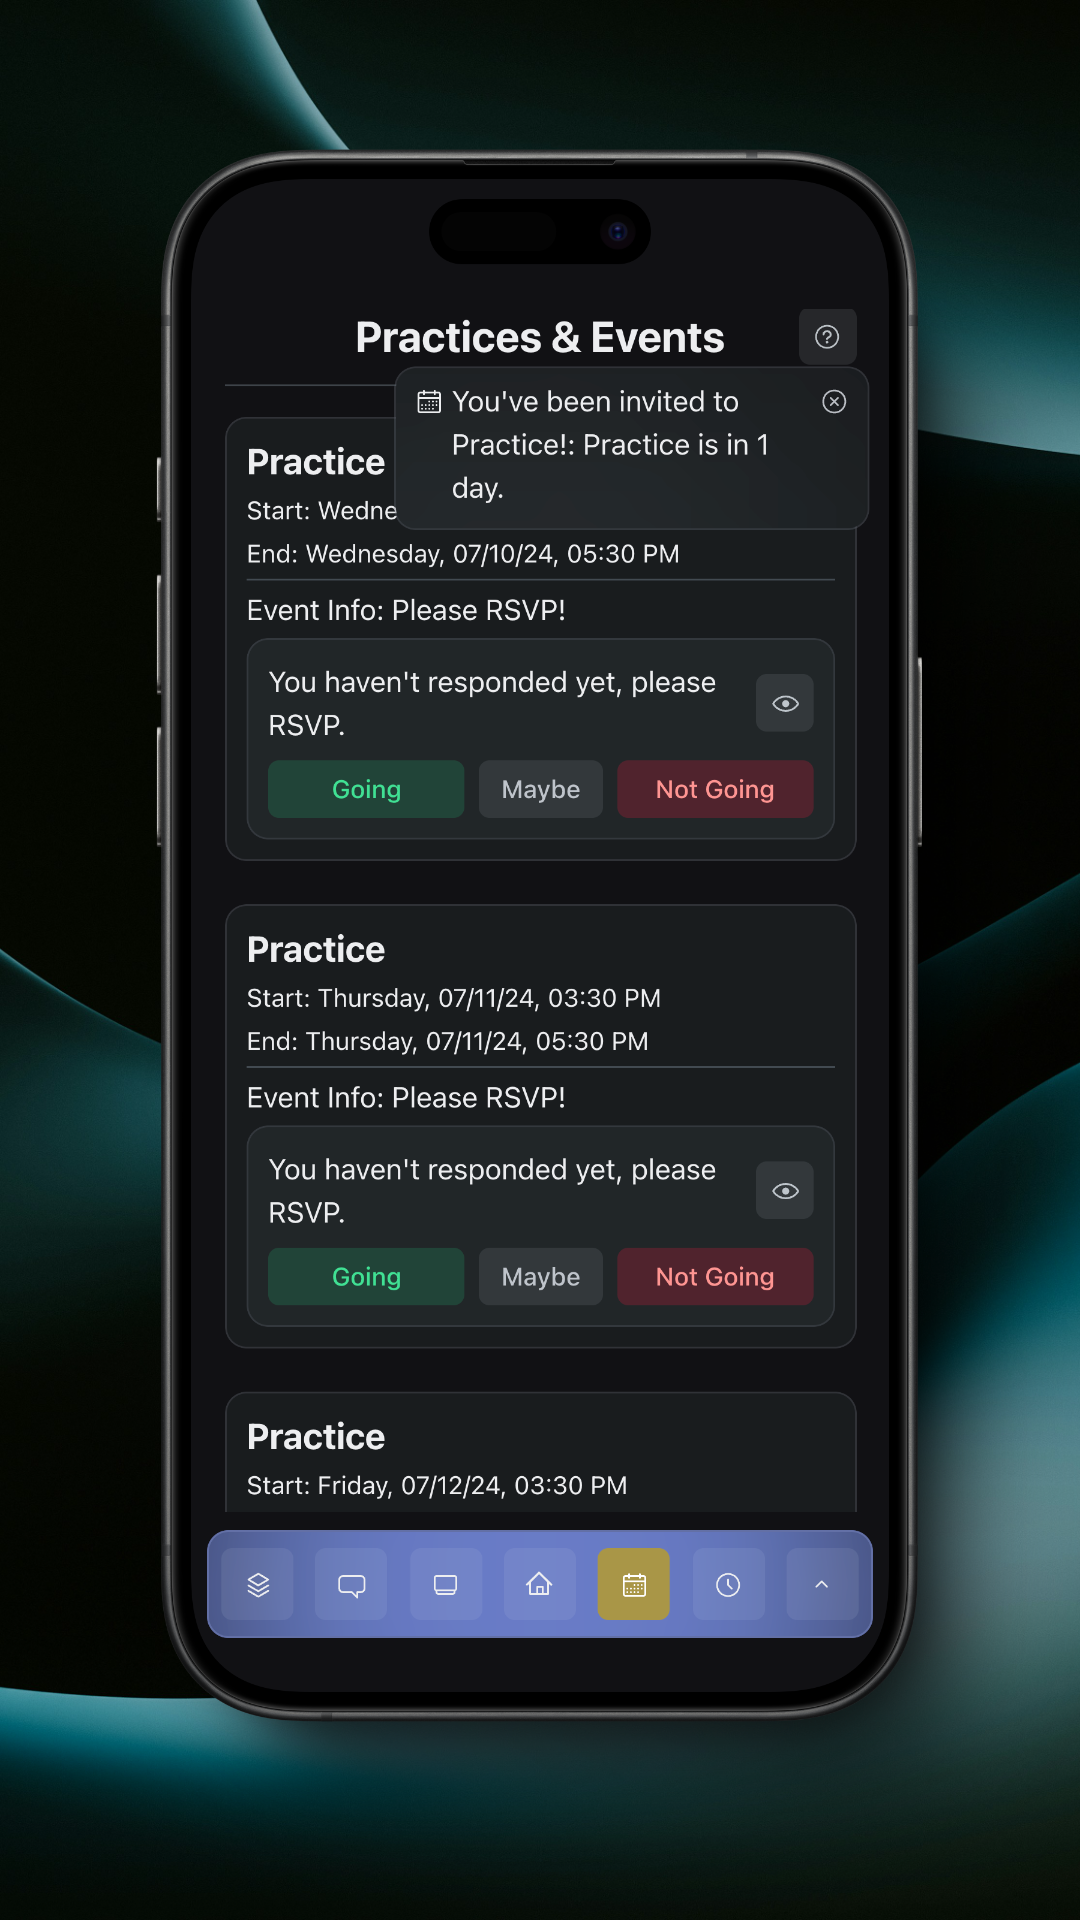 Practices & Events
You've been invited to
Practice!: Practice is in 1
day.
Practice
Start: Wedne
End: Wednesday, 07/10/24, 05:30 PM
Event Info: Please RSVP!
You haven't responded yet, please
RSVP.
Going
Maybe
Not Going
Practice
Start: Thursday, 07/11/24, 03:30 PM
End: Thursday, 07/11/24, 05:30 PM
Event Info: Please RSVP!
You haven't responded yet, please
RSVP.
Going
Maybe
Not Going
Practice
Start: Friday, 07/12/24, 03:30 PM